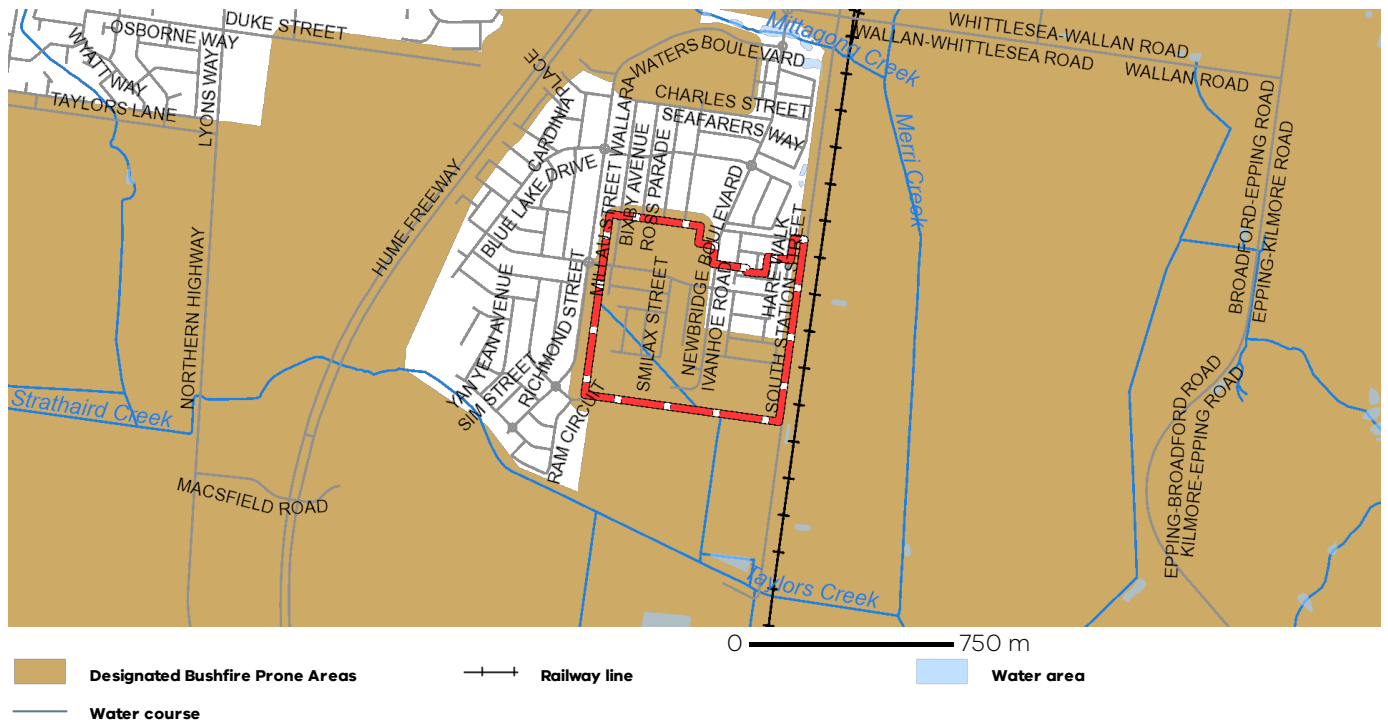 DUKE STREET
OSBORNE WAY
WYATT WAY
TAYLORS LANE
LYONS WAY
PLACE
CARDINIA
WALLARA WATERS BOULEVARD
Mittagong Creek
WHITTLESEA-WALLAN ROAD
WALLAN-WHITTLESEA ROAD
WALLAN ROAD
CHARLES STREET
SEAFARERS WAY
Merri Creek
BROADFORD-EPPING ROAD
EPPING-KILMORE ROAD
HUME FREEWAY
BLUE LAKE DRIVE
MILLAU STREET
BIXBY AVENUE
ROSS PARADE
NEWBRIDGE BOULEVARD
HARE WALK
SOUTH STATION STREET
NORTHERN HIGHWAY
YAN YEAN AVENUE
RICHMOND STREET
SIM STREET
SMILAX STREET
IVANHOE ROAD
RAM CIRCUIT
Strathaird Creek
MACSFIELD ROAD
EPPING-BROADFORD ROAD
KILMORE-EPPING ROAD
Taylors Creek
0 750 m
Designated Bushfire Prone Areas
Railway line
Water area
Water course